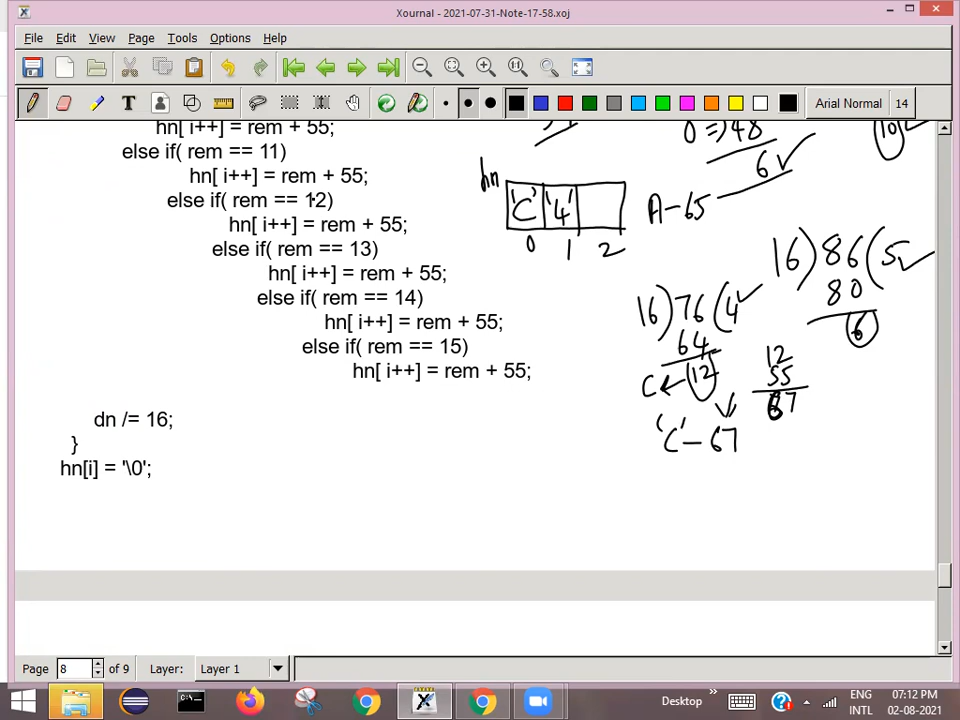 Xournal - 2021-07-31-Note-17-58.xoj
File Edit View Page Tools Options Help
Arial Normal 14
hn[ i++] = rem + 55;
else if( rem == 11)
hn[ i++] = rem + 55;
else if( rem == 12)
hn[ i++] = rem + 55;
else if( rem == 13)
hn[ i++] = rem + 55;
else if( rem == 14)
hn[ i++] = rem + 55;
else if( rem == 15)
hn[ i++] = rem + 55;
dn /= 16;
}
hn[i] = '\0';
0 => 48
6 ✓
10
hn
'C' '4'
0 1 2
A - 65
16) 86 ( 5 ✓
80
6
16) 76 ( 4 ✓
64
C ← 12
12
55
67
'C' - 67
Page 8 of 9 Layer: Layer 1
Desktop
ENG
INTL
07:12 PM
02-08-2021